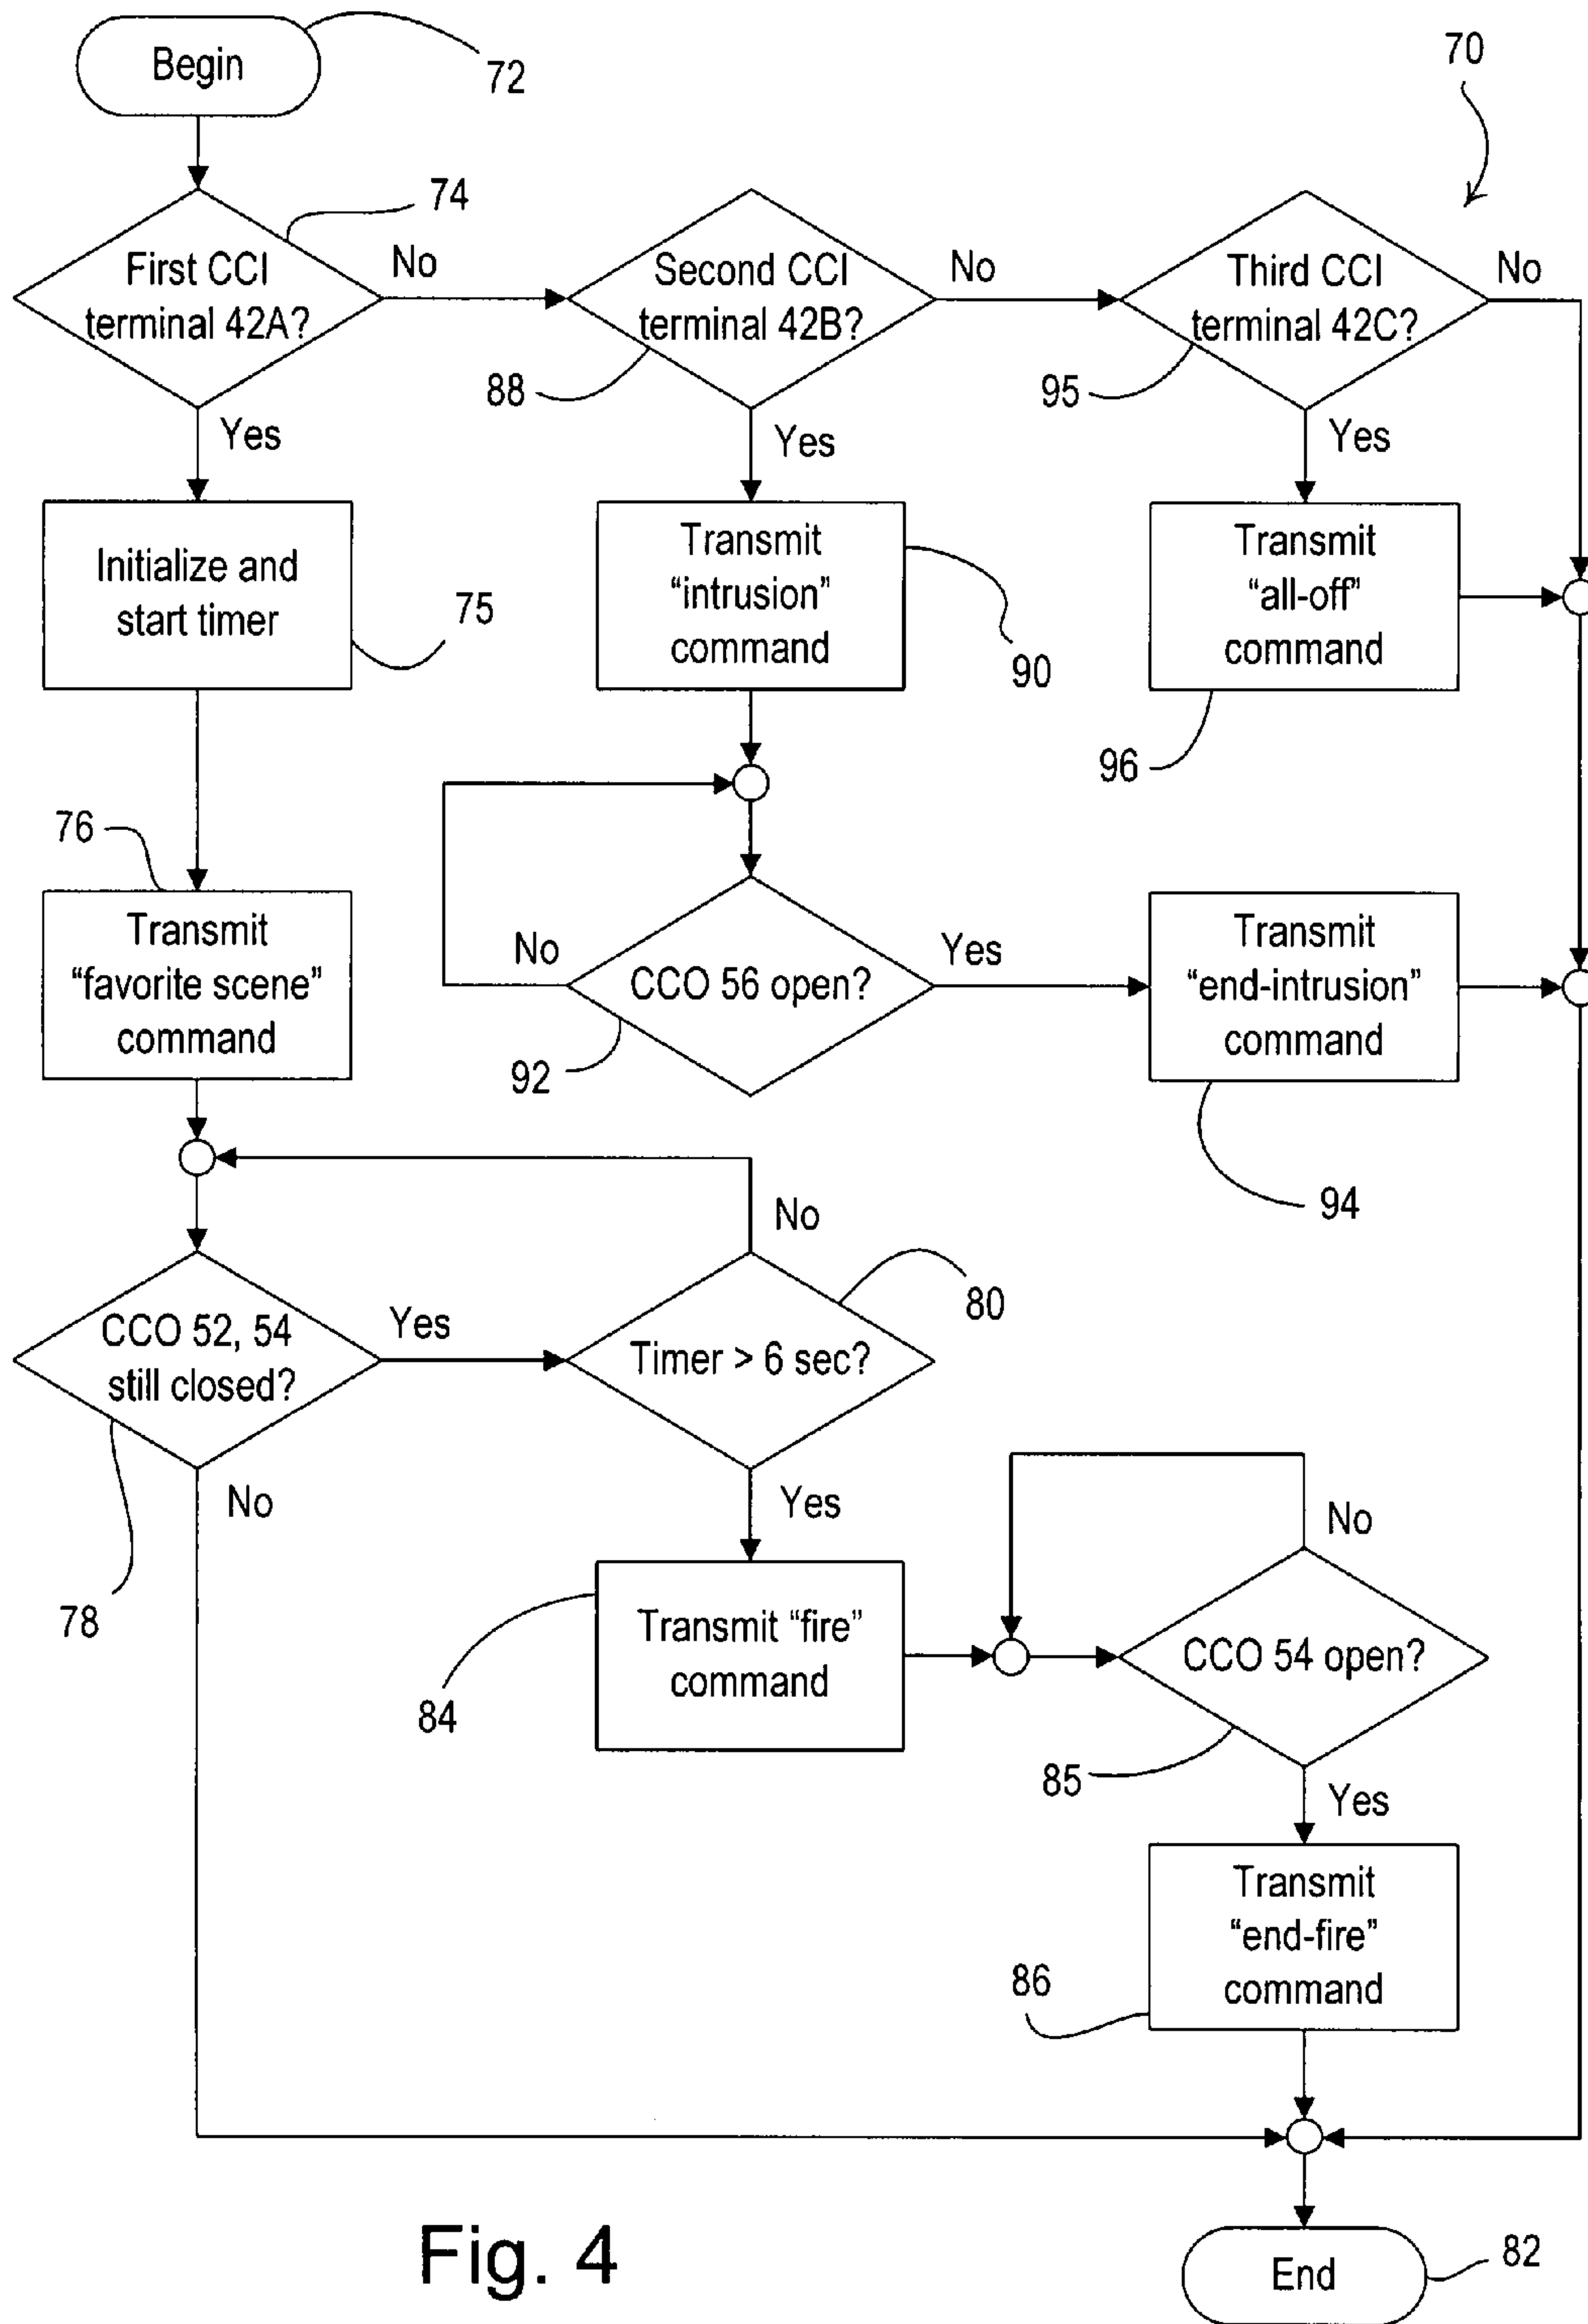 Begin
72
70
74
First CCI
terminal 42A?
No
Second CCI
terminal 42B?
No
Third CCI
terminal 42C?
No
88
95
Yes
Yes
Yes
Initialize and
start timer
75
Transmit
“intrusion”
command
90
Transmit
“all-off”
command
96
76
Transmit
“favorite scene”
command
No
CCO 56 open?
Yes
92
Transmit
“end-intrusion”
command
94
No
80
CCO 52, 54
still closed?
Yes
Timer > 6 sec?
No
78
Yes
No
Transmit “fire”
command
84
CCO 54 open?
85
Yes
Transmit
“end-fire”
command
86
End
82
Fig. 4